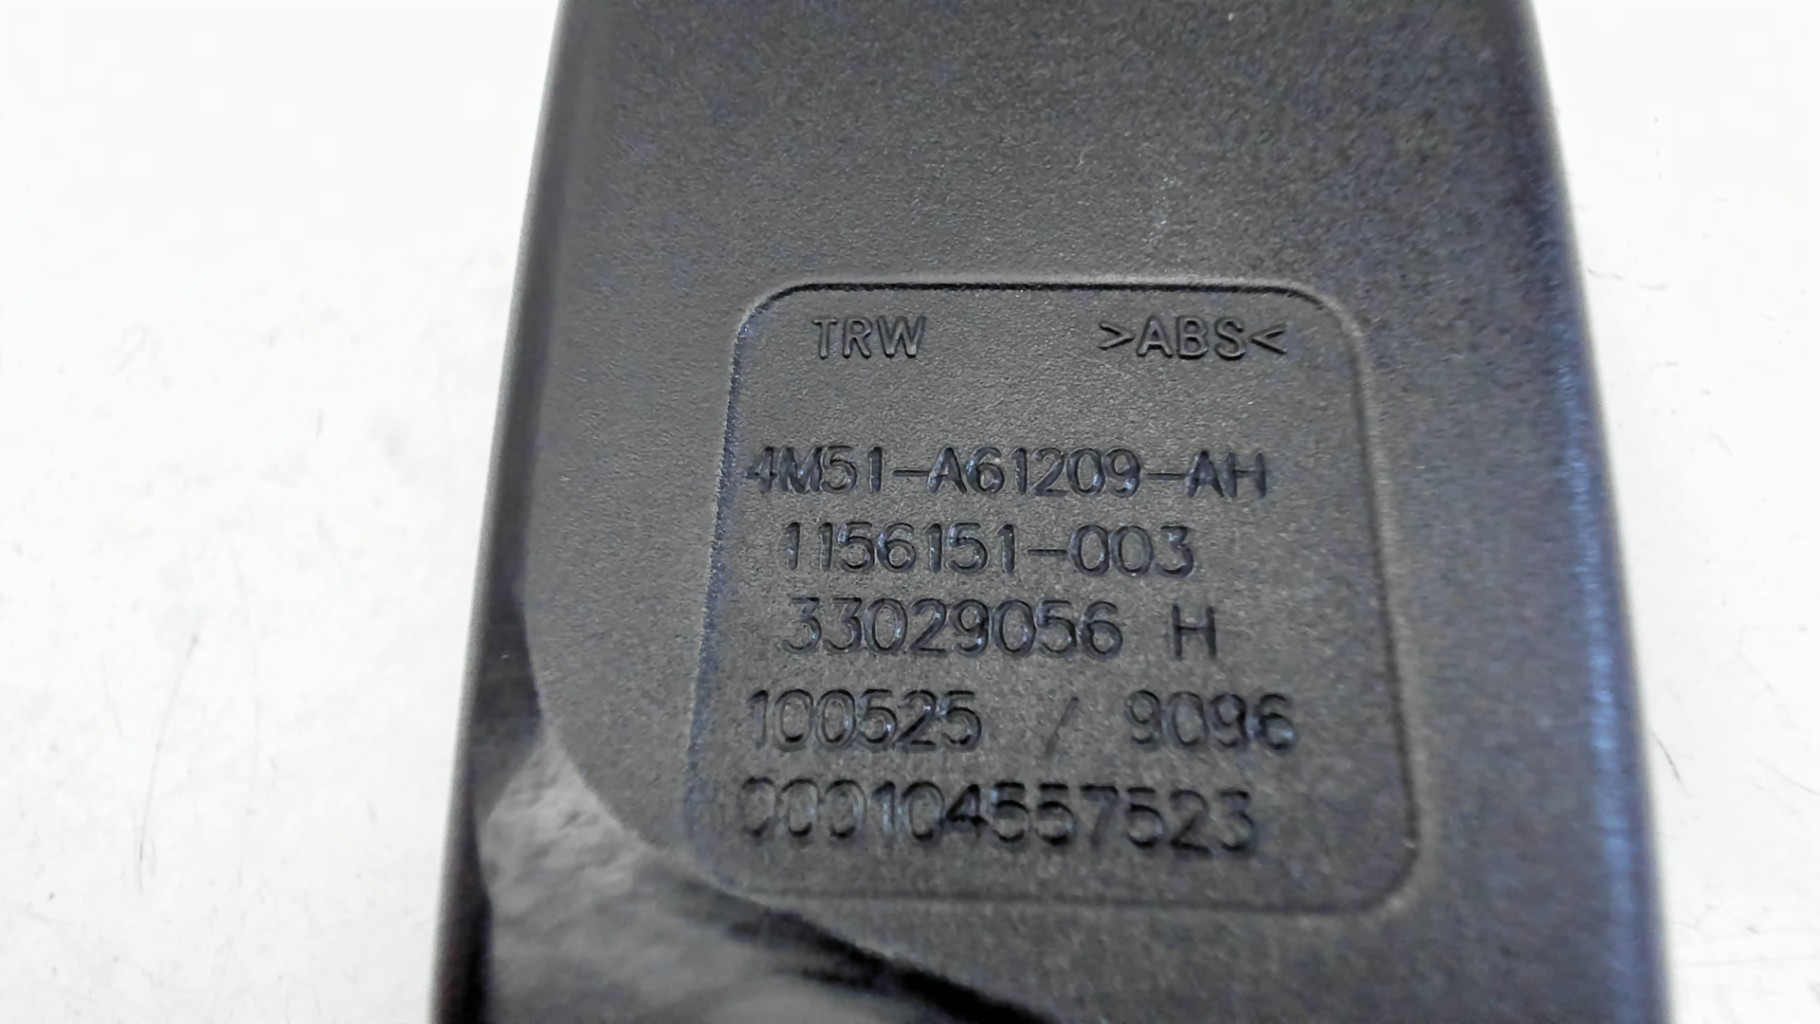 TRW >ABS<
4M51-A61209-AH
1156151-003
33029056 H
100525 / 9096
000104557523